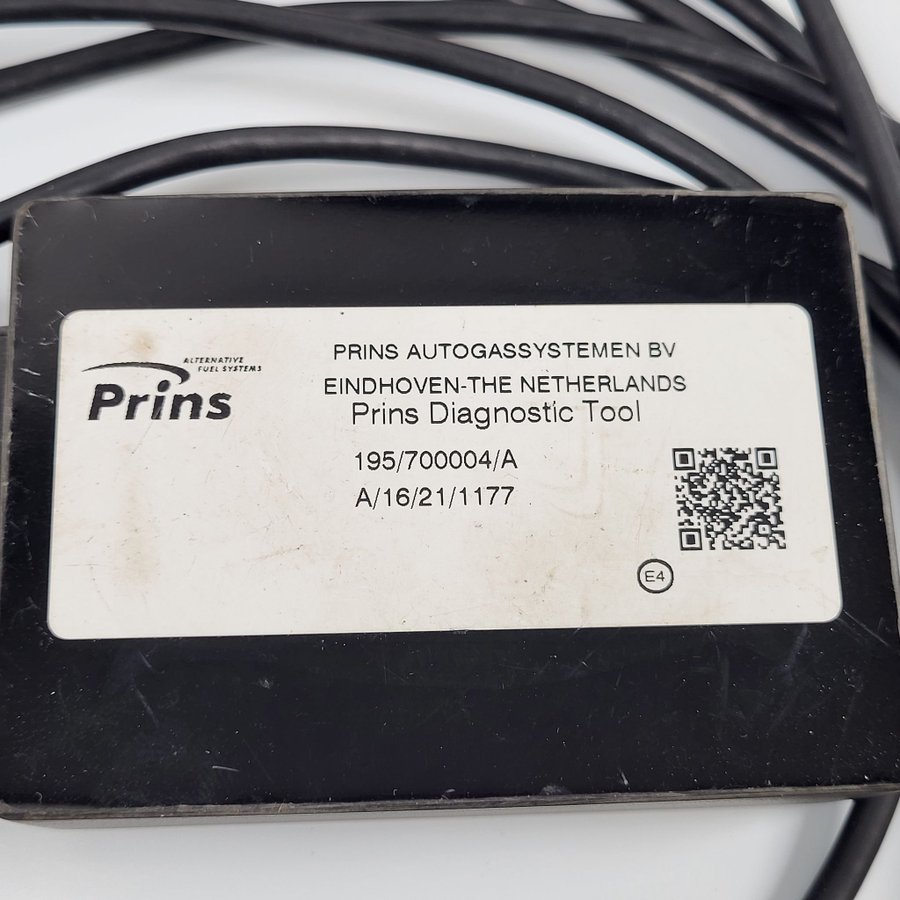 ALTERNATIVE
FUEL SYSTEMS
Prins
PRINS AUTOGASSYSTEMEN BV
EINDHOVEN-THE NETHERLANDS
Prins Diagnostic Tool
195/700004/A
A/16/21/1177
E4